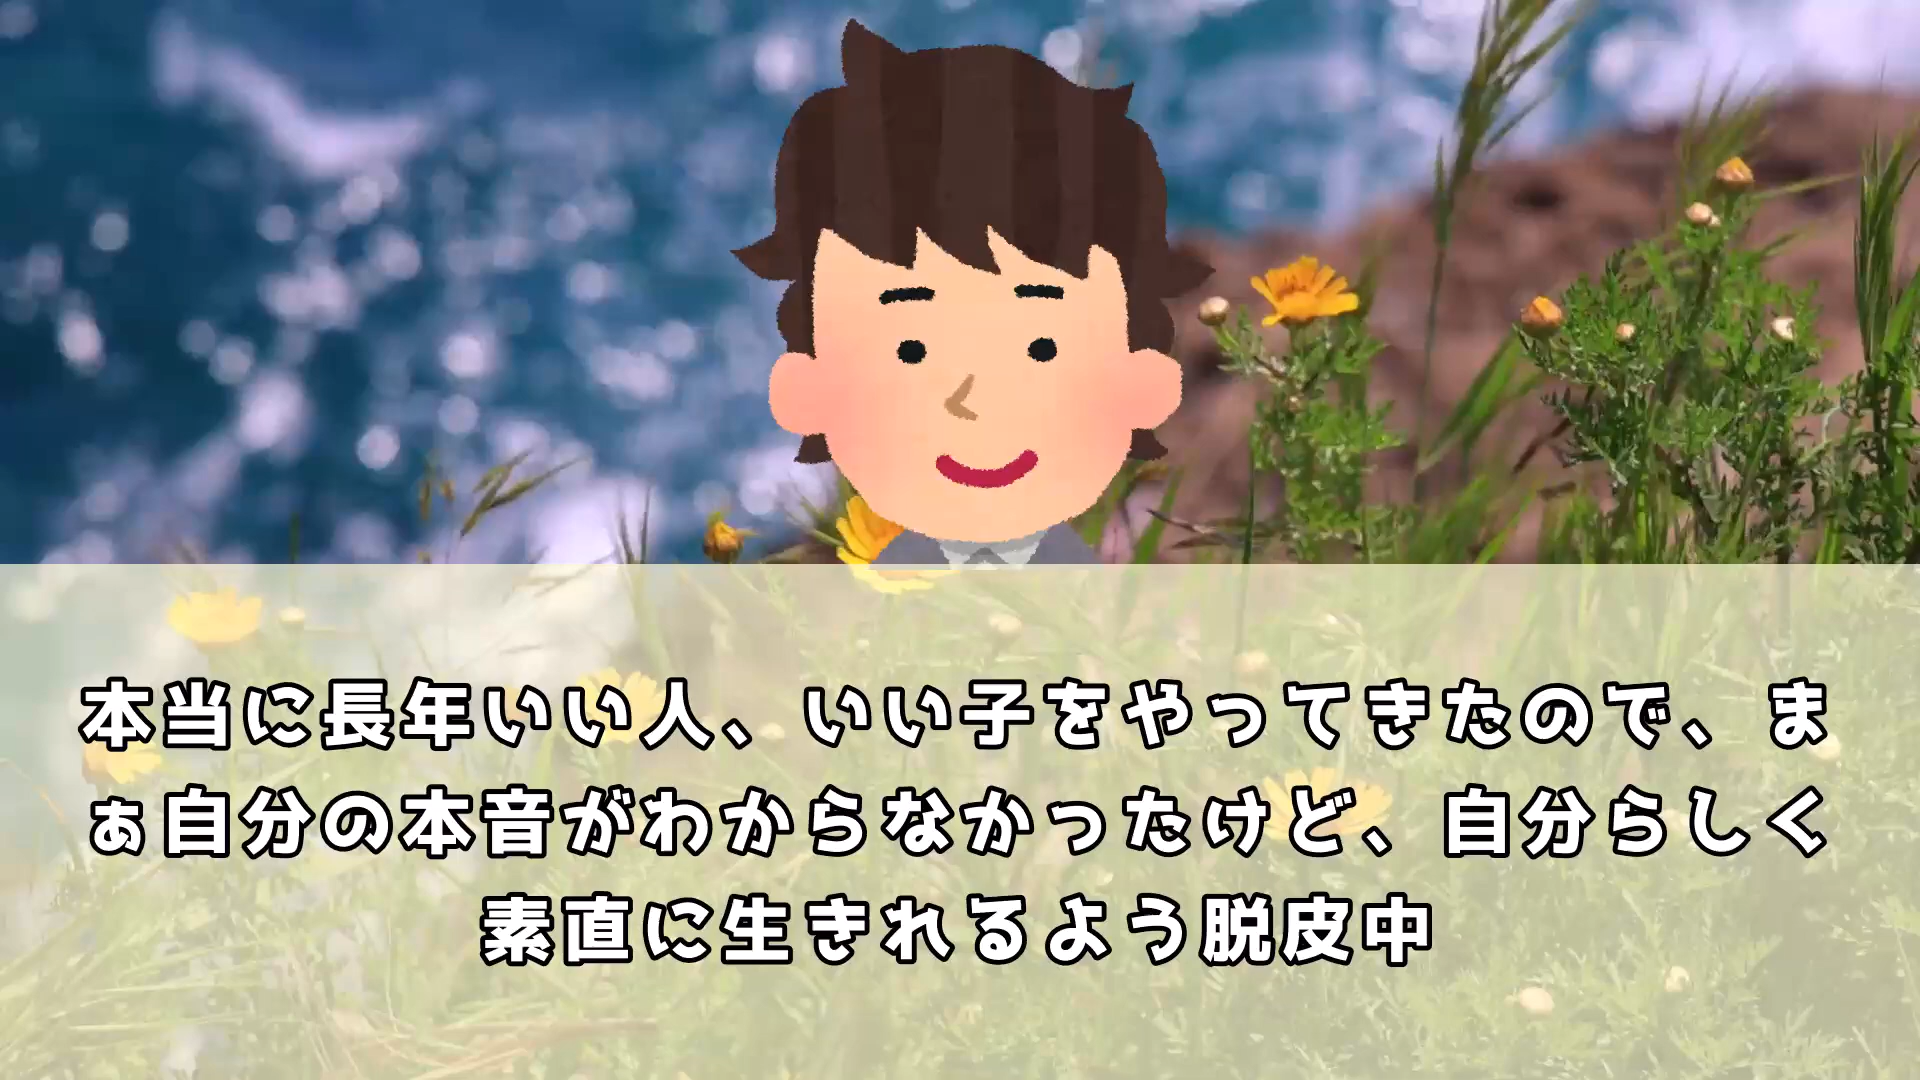 本当に長年いい人、いい子をやってきたので、ま
ぁ自分の本音がわからなかったけど、自分らしく
素直に生きれるよう脱皮中